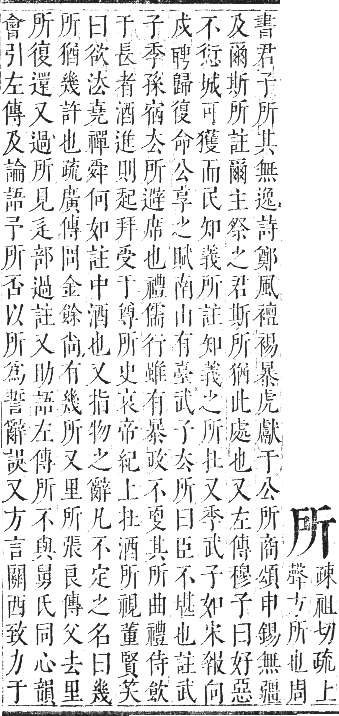 所
疎祖切疏上
聲方所也周
書君子所其無逸詩鄭風襢裼暴虎獻于公所商頌申錫無疆
及爾斯所註爾主祭之君斯所猶此處也又左傳穆子曰好惡
不愆城可獲而民知義所註知義之所在又季武子如宋報向
戍聘歸復命公享之賦南山有臺武子去所曰臣不堪也註武
子季孫宿去所避席也禮儒行雖有暴政不更其所曲禮侍飲
于長者酒進則起拜受于尊所史哀帝紀上在酒所視董賢笑
曰欲法堯禪舜何如註中酒也又指物之辭凡不定之名曰幾
所猶幾許也疏廣傳問金餘尙有幾所又里所張良傳父去里
所復還又過所見辵部過註又助語左傳所不與舅氏同心韻
會引左傳及論語予所否以所爲誓辭誤又方言關西致力于